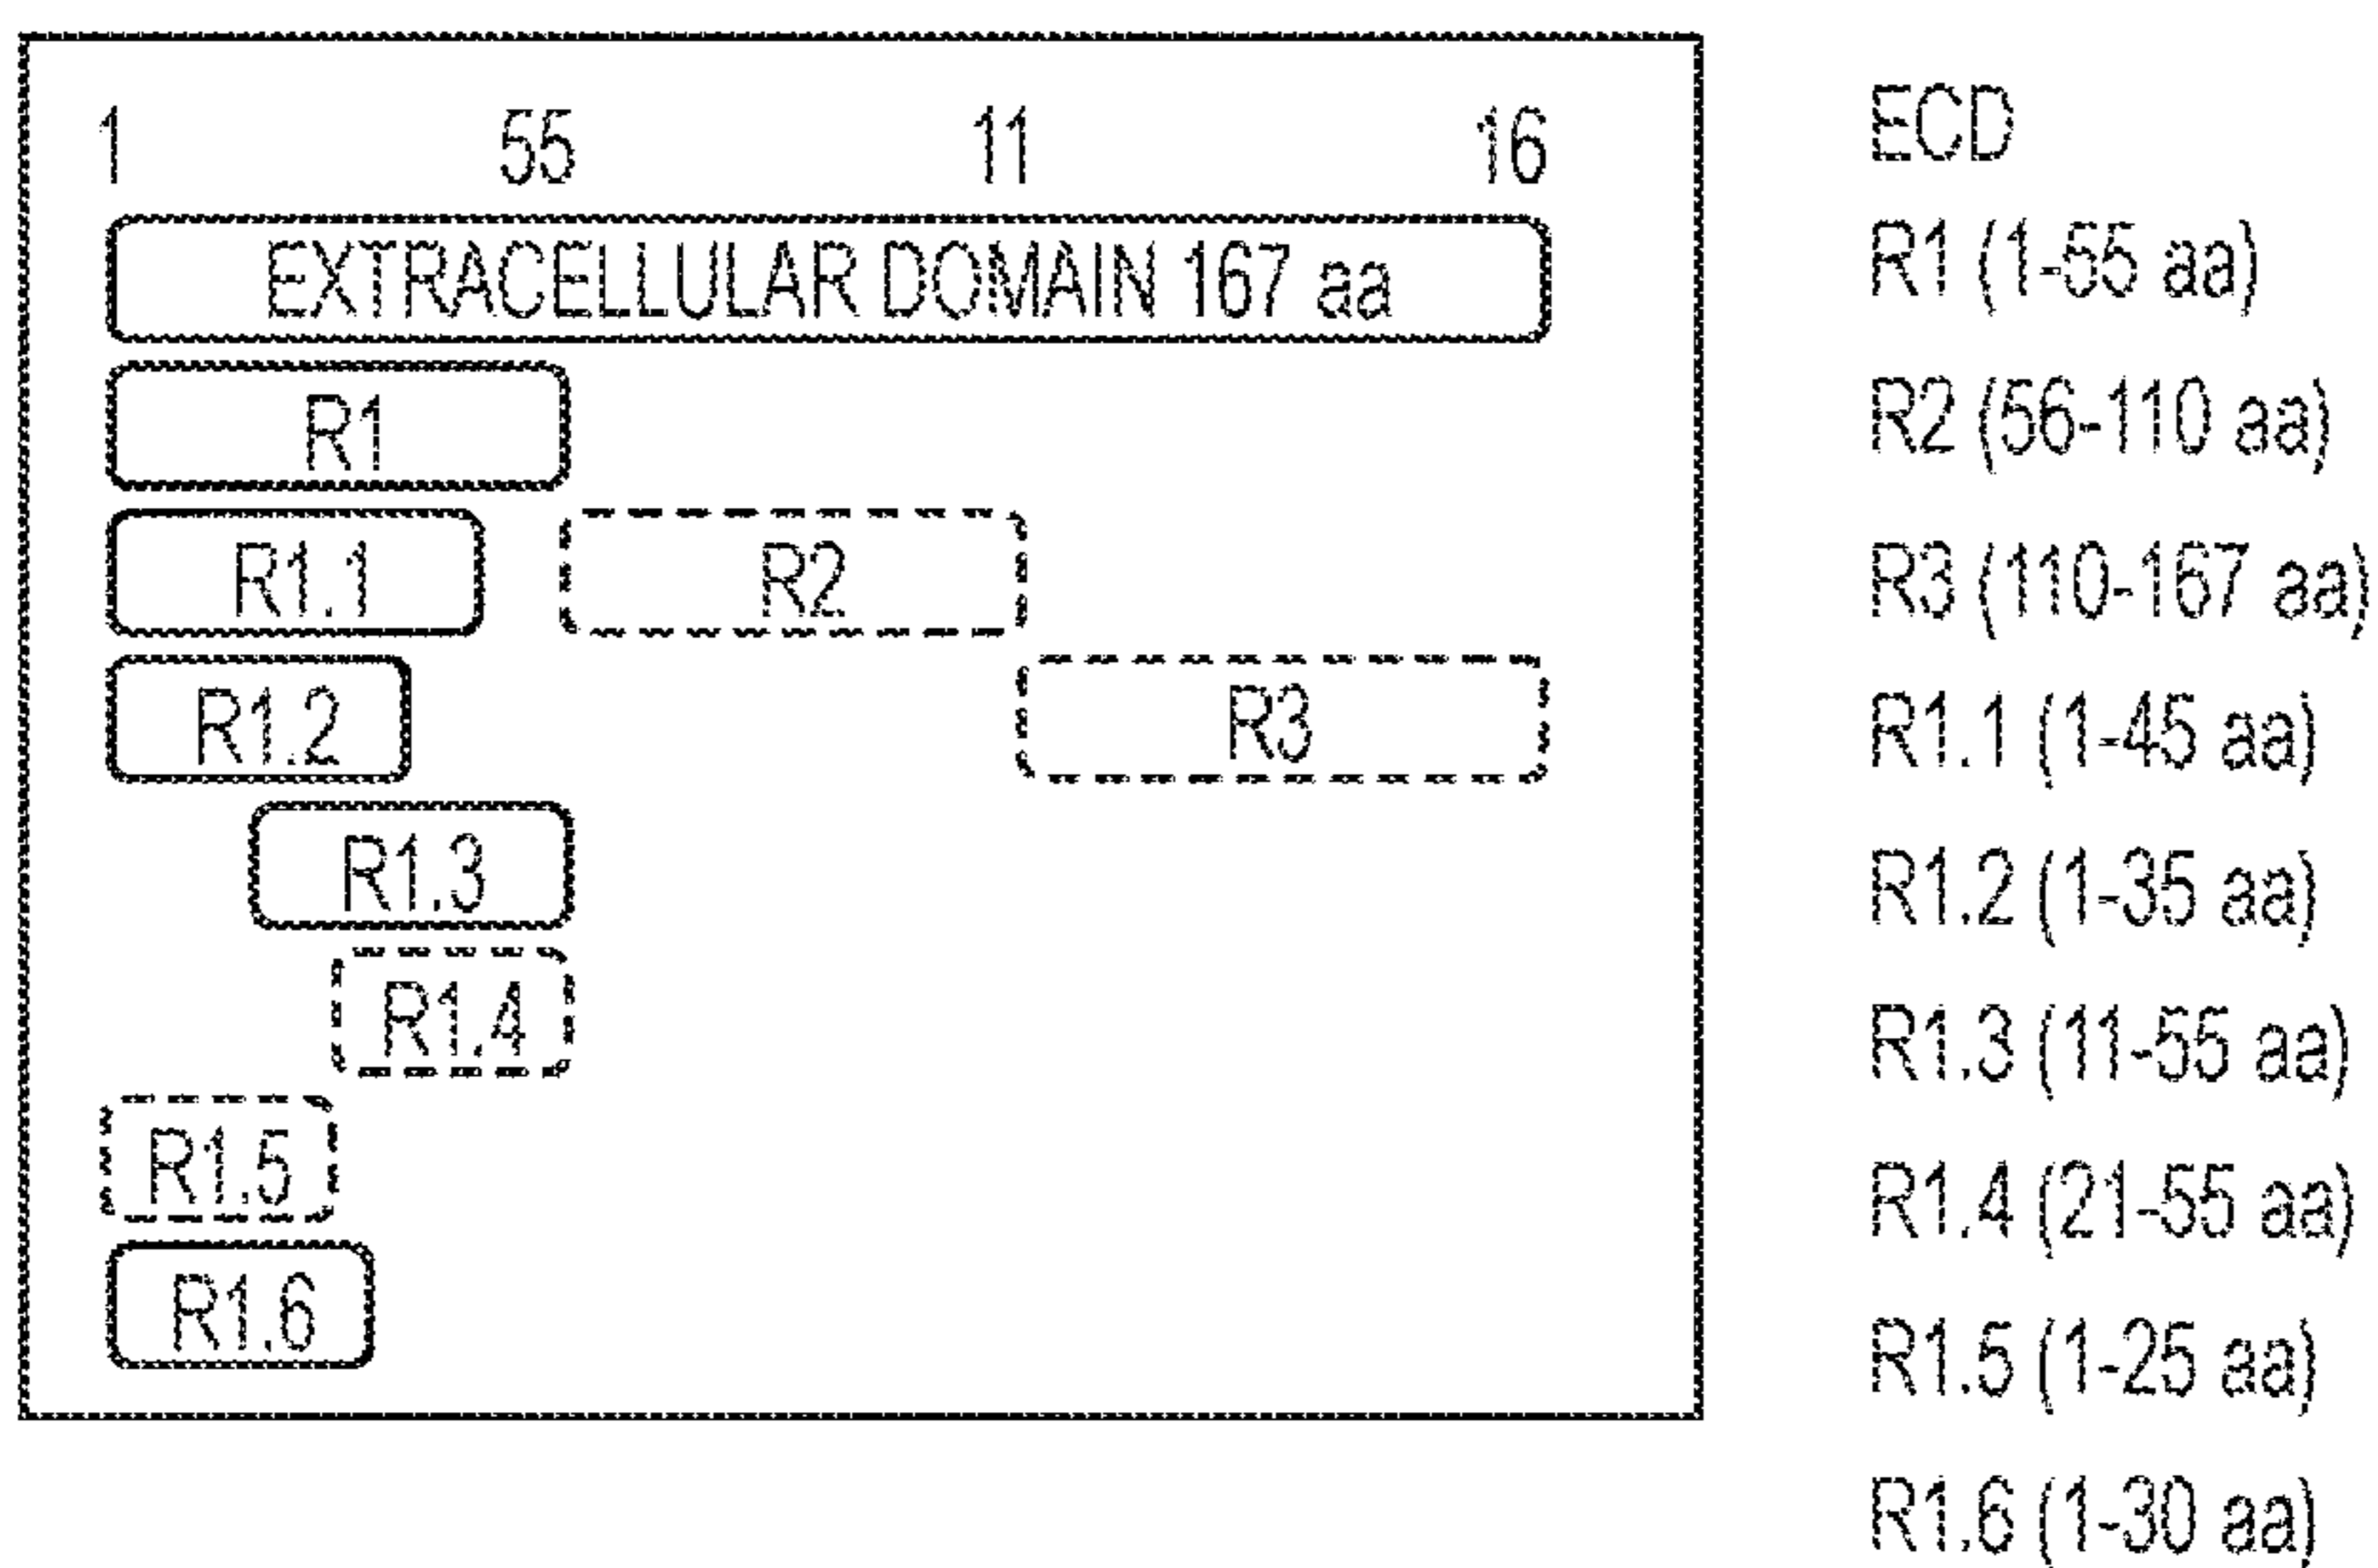 1 55 11 16
EXTRACELLULAR DOMAIN 167 aa
R1
R1.1 R2
R1.2 R3
R1.3
R1.4
R1.5
R1.6
ECD
R1 (1-55 aa)
R2 (56-110 aa)
R3 (110-167 aa)
R1.1 (1-45 aa)
R1.2 (1-35 aa)
R1.3 (11-55 aa)
R1.4 (21-55 aa)
R1.5 (1-25 aa)
R1.6 (1-30 aa)